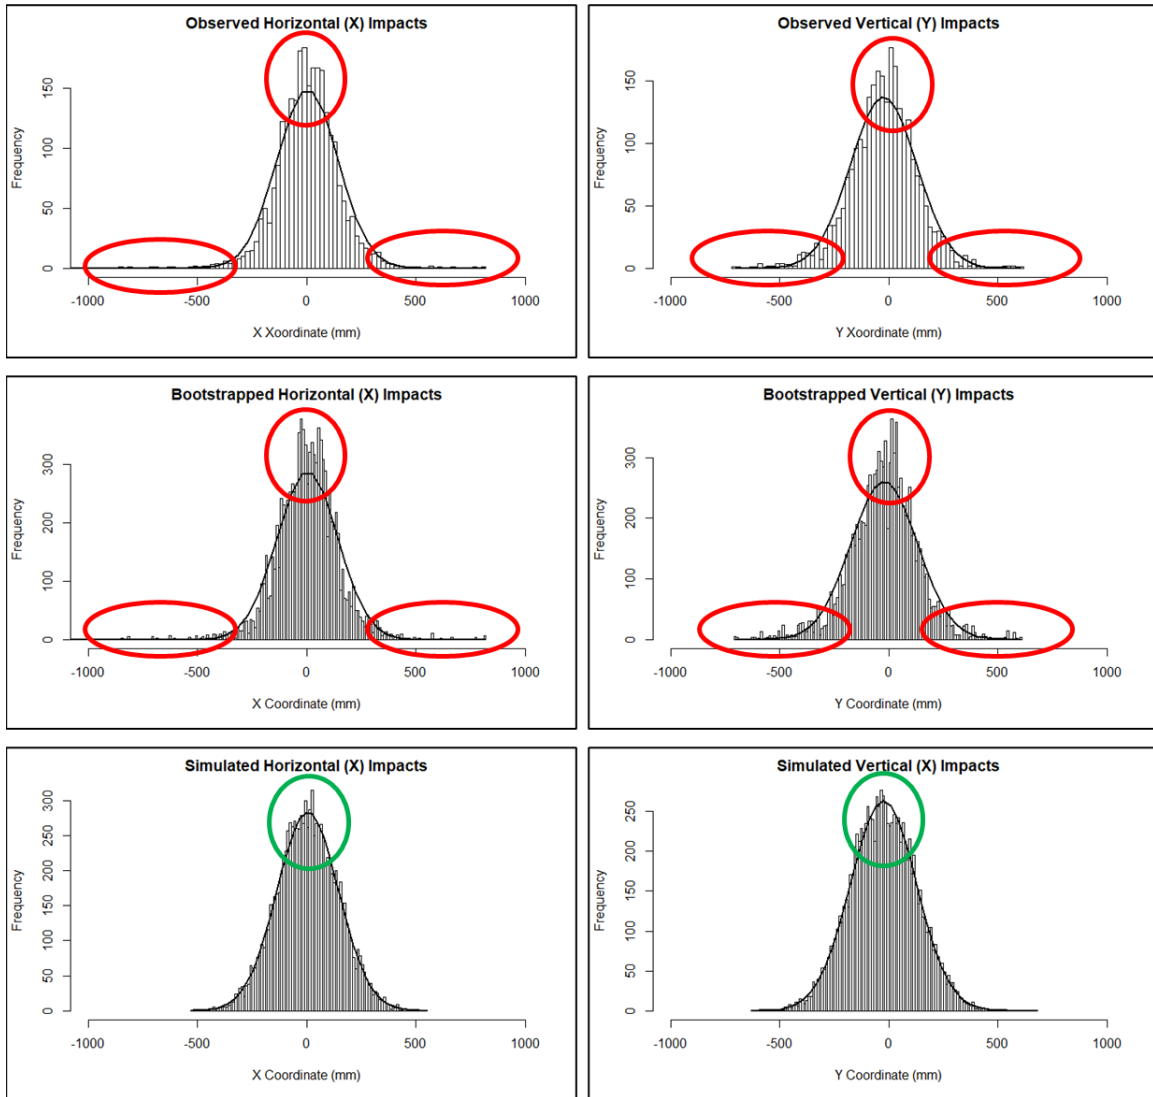 Observed Horizontal (X) Impacts
Frequency
150
100
50
0
-1000 -500 0 500 1000
X Xoordinate (mm)
Observed Vertical (Y) Impacts
Frequency
150
100
50
0
-1000 -500 0 500 1000
Y Xoordinate (mm)
Bootstrapped Horizontal (X) Impacts
Frequency
300
200
100
0
-1000 -500 0 500 1000
X Coordinate (mm)
Bootstrapped Vertical (Y) Impacts
Frequency
300
200
100
0
-1000 -500 0 500 1000
Y Coordinate (mm)
Simulated Horizontal (X) Impacts
Frequency
300
250
200
150
100
50
0
-1000 -500 0 500 1000
X Coordinate (mm)
Simulated Vertical (X) Impacts
Frequency
250
200
150
100
50
0
-1000 -500 0 500 1000
Y Coordinate (mm)